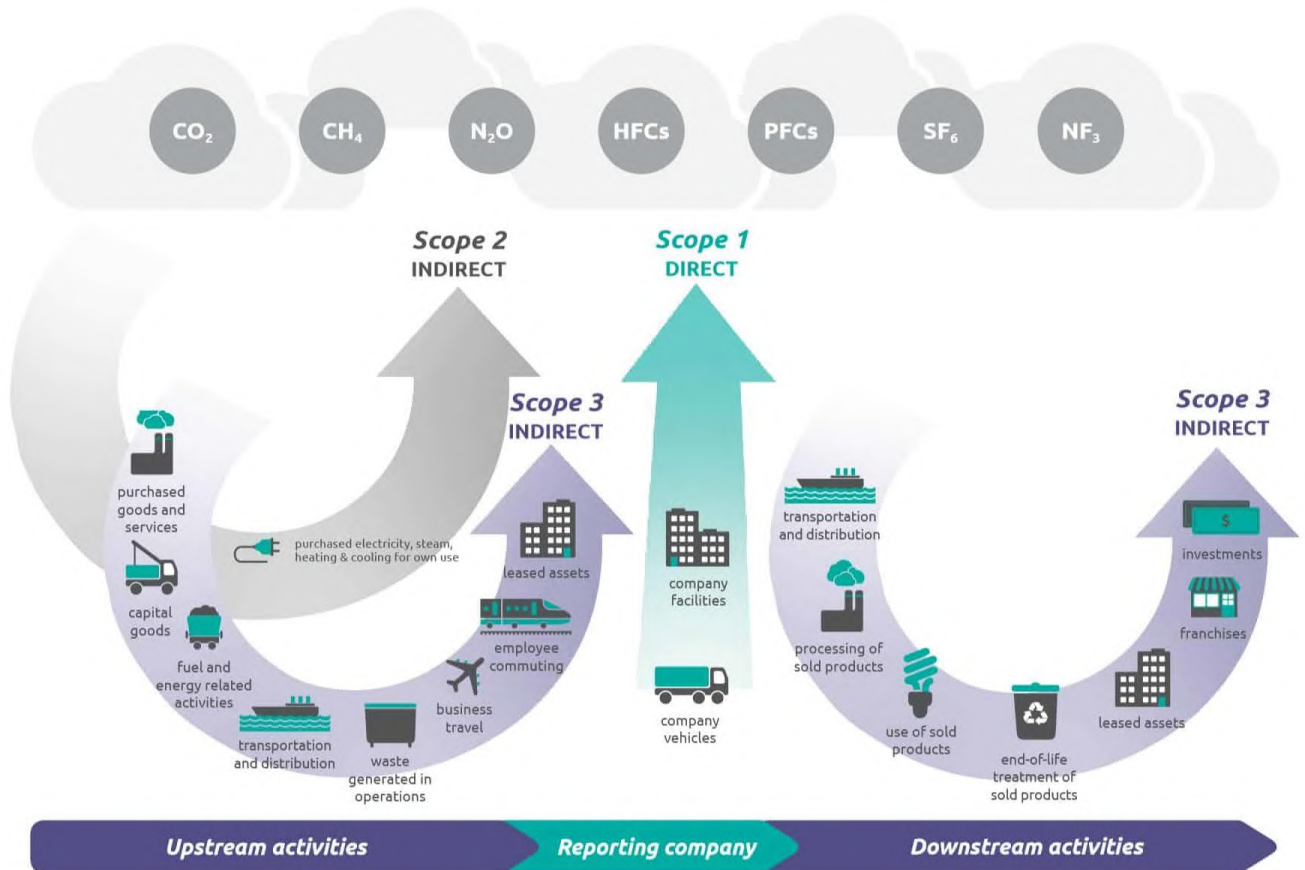 CO₂
CH₄
N₂O
HFCs
PFCs
SF₆
NF₃
Scope 2
INDIRECT
Scope 1
DIRECT
Scope 3
INDIRECT
Scope 3
INDIRECT
purchased
goods and
services
capital
goods
fuel and
energy related
activities
transportation
and distribution
waste
generated in
operations
business
travel
employee
commuting
leased assets
purchased electricity, steam,
heating & cooling for own use
company
facilities
company
vehicles
transportation
and distribution
processing of
sold products
use of sold
products
end-of-life
treatment of
sold products
leased assets
franchises
$
investments
Upstream activities
Reporting company
Downstream activities